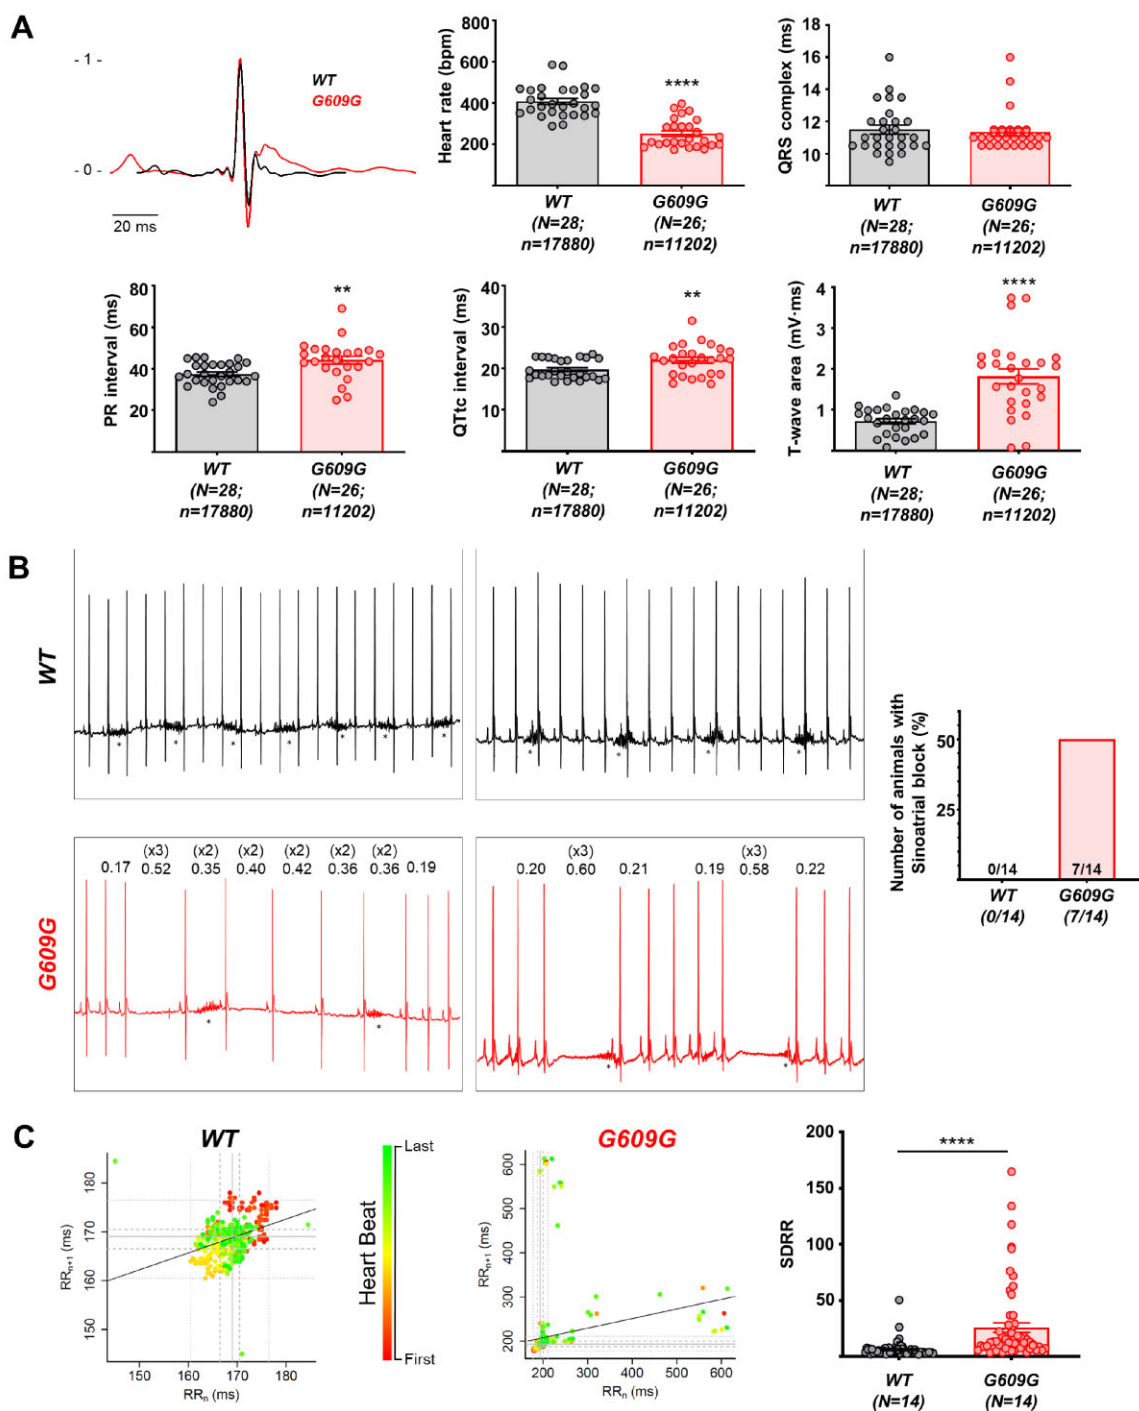 A
- 1 -
WT
G609G
- 0 -
20 ms
Heart rate (bpm)
800
600
400
200
****
WT
(N=28;
n=17880)
G609G
(N=26;
n=11202)
QRS complex (ms)
18
16
14
12
10
WT
(N=28;
n=17880)
G609G
(N=26;
n=11202)
PR interval (ms)
80
60
40
20
**
WT
(N=28;
n=17880)
G609G
(N=26;
n=11202)
QTtc interval (ms)
40
30
20
10
**
WT
(N=28;
n=17880)
G609G
(N=26;
n=11202)
T-wave area (mV·ms)
4
3
2
1
****
WT
(N=28;
n=17880)
G609G
(N=26;
n=11202)
B
WT
* * * * * * *
* * * *
G609G
(x3) (x2) (x2) (x2) (x2) (x2)
0.17 0.52 0.35 0.40 0.42 0.36 0.36 0.19
* *
(x3) (x3)
0.20 0.60 0.21 0.19 0.58 0.22
* *
Number of animals with
Sinoatrial block (%)
50
25
0/14 7/14
WT
(0/14)
G609G
(7/14)
C
WT
RRn+1 (ms)
180
170
160
150
150 160 170 180
RRn (ms)
Heart Beat
Last
First
G609G
RRn+1 (ms)
600
500
400
300
200
200 300 400 500 600
RRn (ms)
SDRR
200
150
100
50
****
WT
(N=14)
G609G
(N=14)